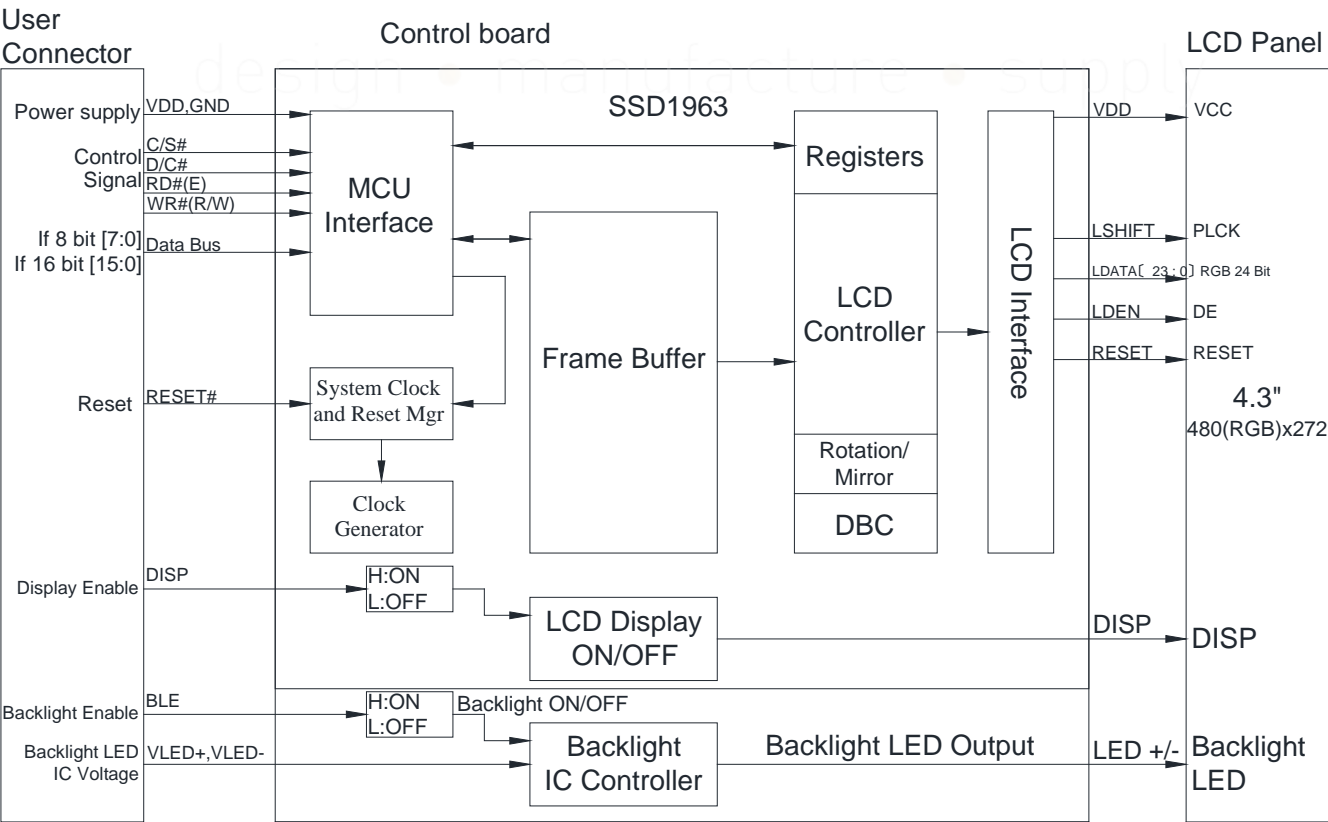 User
Connector
Control board
LCD Panel
design • manufacture • supply
Power supply
VDD,GND
Control
Signal
C/S#
D/C#
RD#(E)
WR#(R/W)
If 8 bit [7:0]
If 16 bit [15:0]
Data Bus
Reset
RESET#
Display Enable
DISP
Backlight Enable
BLE
Backlight LED
IC Voltage
VLED+,VLED-
MCU
Interface
SSD1963
System Clock
and Reset Mgr
Clock
Generator
Frame Buffer
Registers
LCD
Controller
Rotation/
Mirror
DBC
LCD Interface
H:ON
L:OFF
LCD Display
ON/OFF
H:ON
L:OFF
Backlight ON/OFF
Backlight
IC Controller
Backlight LED Output
VDD
VCC
LSHIFT
PLCK
LDATA〔 23 : 0〕 RGB 24 Bit
LDEN
DE
RESET
RESET
4.3"
480(RGB)x272
DISP
DISP
LED +/-
Backlight
LED